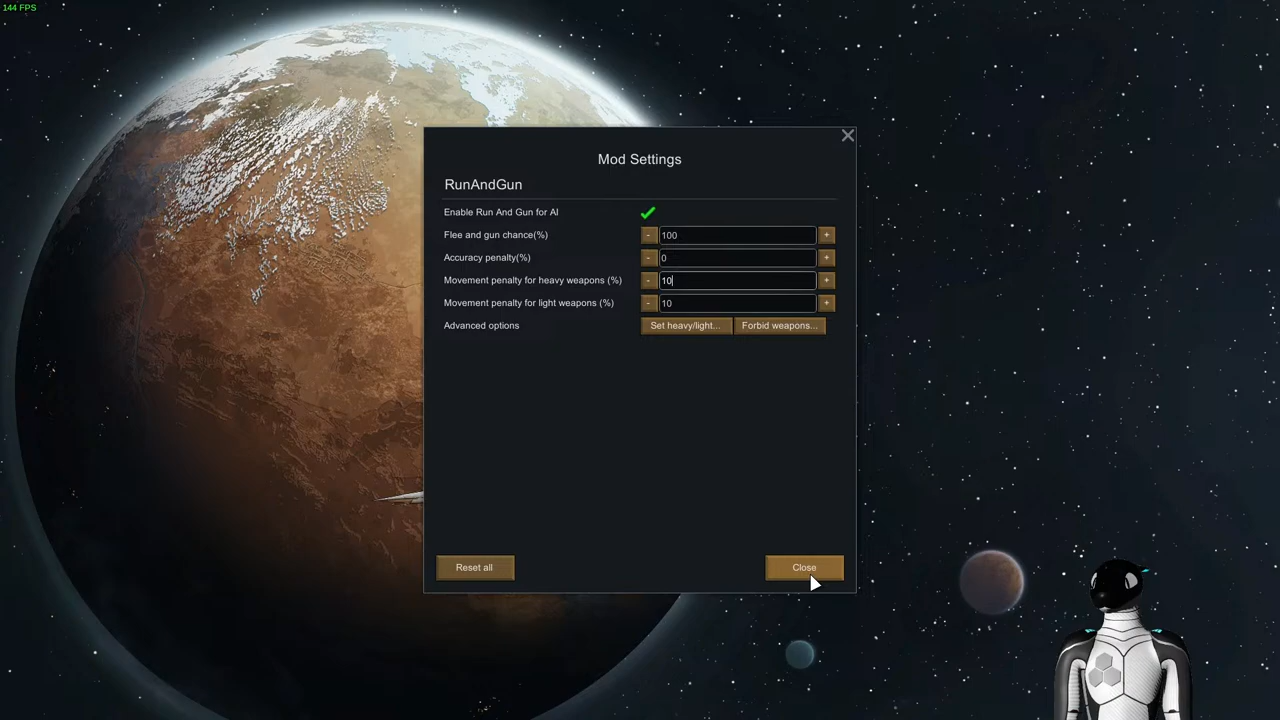 144 FPS
Mod Settings
RunAndGun
Enable Run And Gun for AI
Flee and gun chance(%) - 100 +
Accuracy penalty(%) - 0 +
Movement penalty for heavy weapons (%) - 10 +
Movement penalty for light weapons (%) - 10 +
Advanced options Set heavy/light... Forbid weapons...
Reset all Close